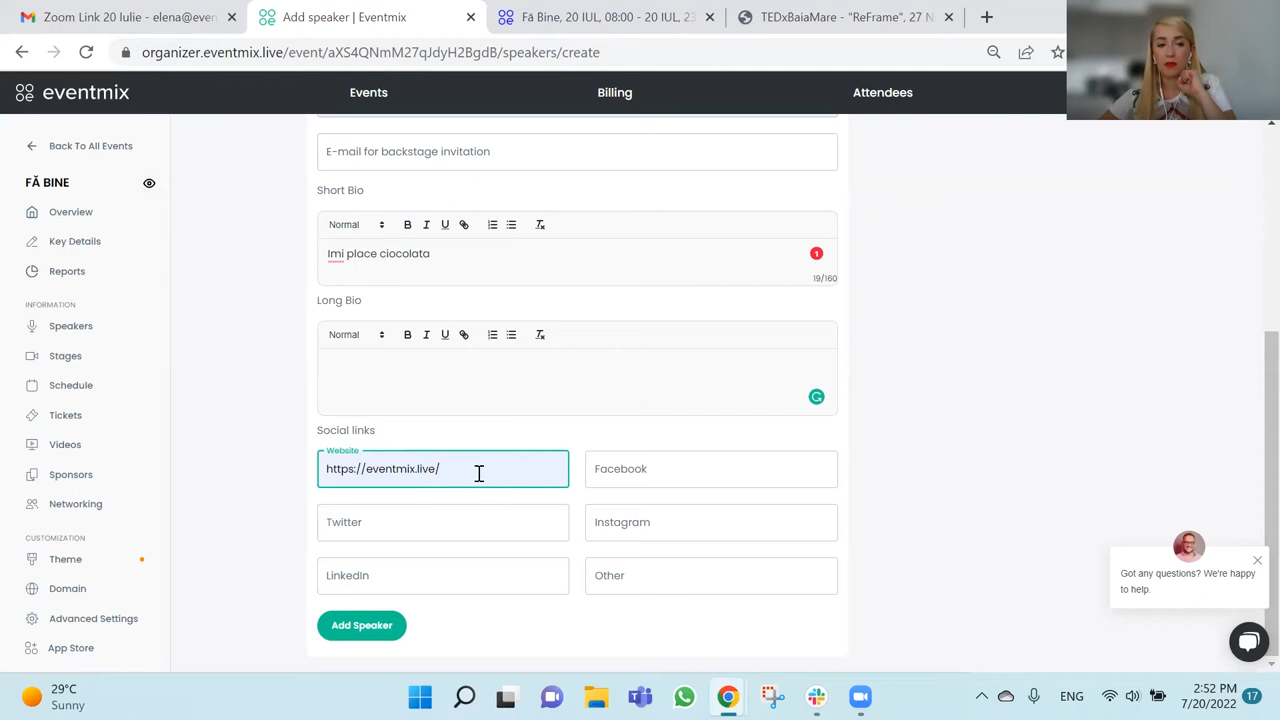 Zoom Link 20 Iulie - elena@even
Add speaker | Eventmix
Fă Bine, 20 IUL, 08:00 - 20 IUL, 23
TEDxBaiaMare - "ReFrame", 27 N
organizer.eventmix.live/event/aXS4QNmM27qJdyH2BgdB/speakers/create
eventmix
Events
Billing
Attendees
Back To All Events
FĂ BINE
Overview
Key Details
Reports
INFORMATION
Speakers
Stages
Schedule
Tickets
Videos
Sponsors
Networking
CUSTOMIZATION
Theme
Domain
Advanced Settings
App Store
E-mail for backstage invitation
Short Bio
Normal B I U
Imi place ciocolata
1
19/160
Long Bio
Normal B I U
Social links
Website
https://eventmix.live/
Facebook
Twitter
Instagram
LinkedIn
Other
Add Speaker
Got any questions? We're happy
to help.
29°C
Sunny
ENG
2:52 PM
7/20/2022
17